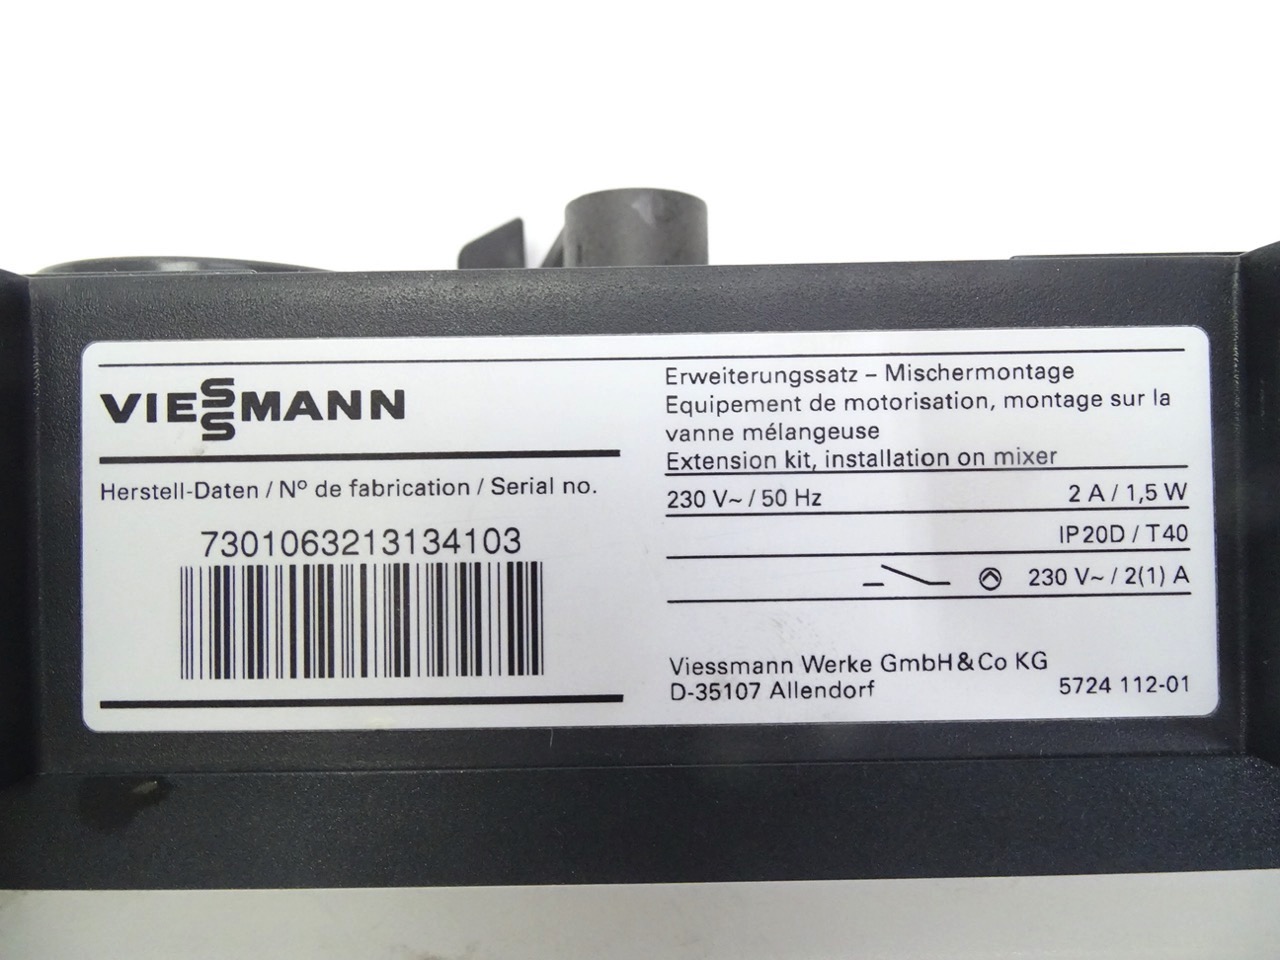 VIESSMANN
Herstell-Daten / Nº de fabrication / Serial no.
7301063213134103
Erweiterungssatz – Mischermontage
Equipement de motorisation, montage sur la
vanne mélangeuse
Extension kit, installation on mixer
230 V~ / 50 Hz 2 A / 1,5 W
IP20D / T40
230 V~ / 2(1) A
Viessmann Werke GmbH & Co KG
D-35107 Allendorf 5724 112-01